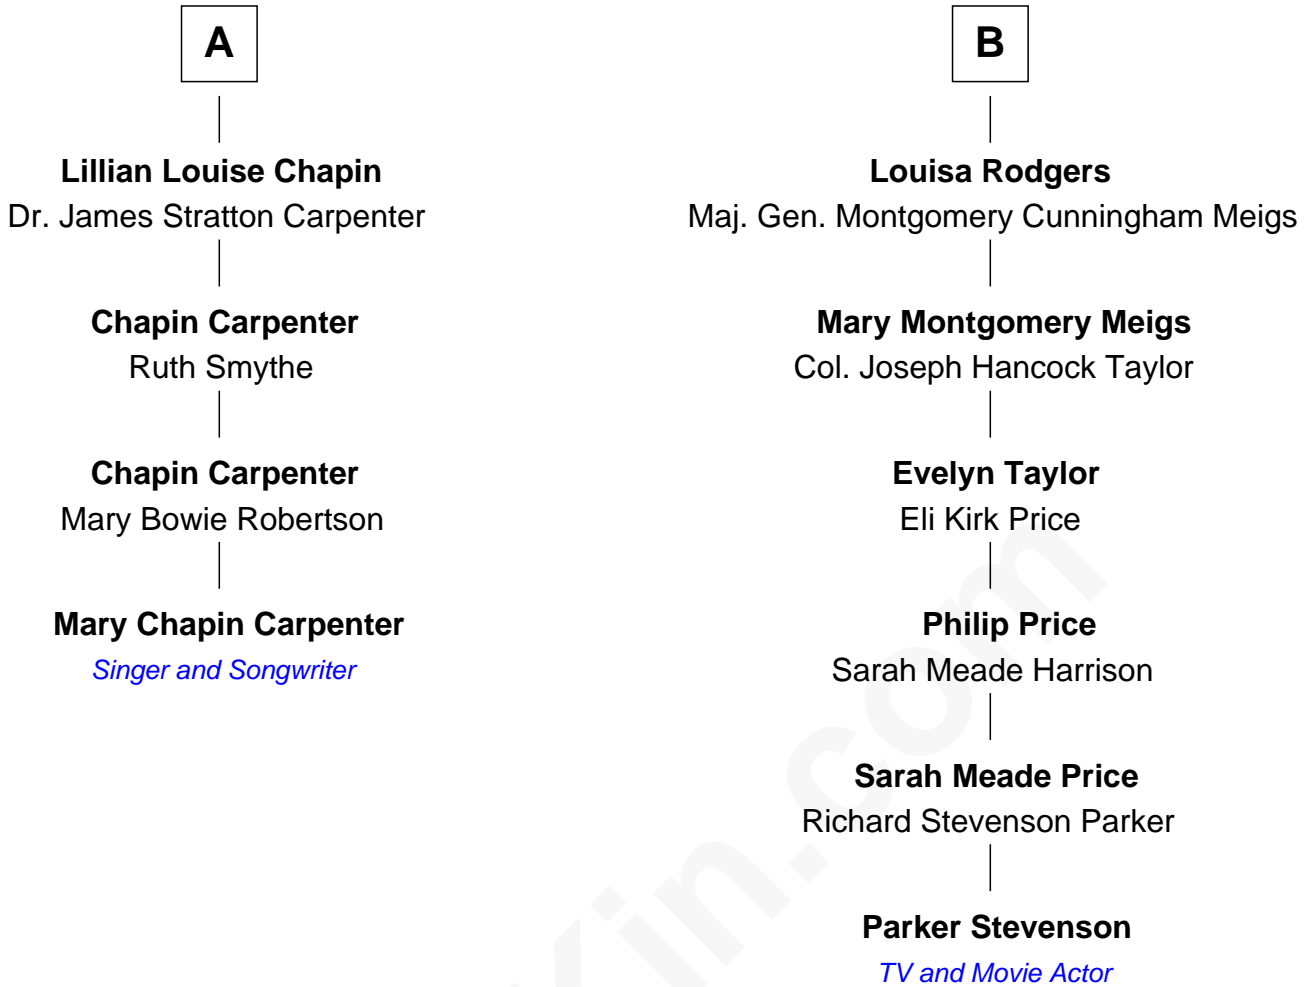 A
Lillian Louise Chapin
Dr. James Stratton Carpenter
Chapin Carpenter
Ruth Smythe
Chapin Carpenter
Mary Bowie Robertson
Mary Chapin Carpenter
Singer and Songwriter
B
Louisa Rodgers
Maj. Gen. Montgomery Cunningham Meigs
Mary Montgomery Meigs
Col. Joseph Hancock Taylor
Evelyn Taylor
Eli Kirk Price
Philip Price
Sarah Meade Harrison
Sarah Meade Price
Richard Stevenson Parker
Parker Stevenson
TV and Movie Actor
Kin.com